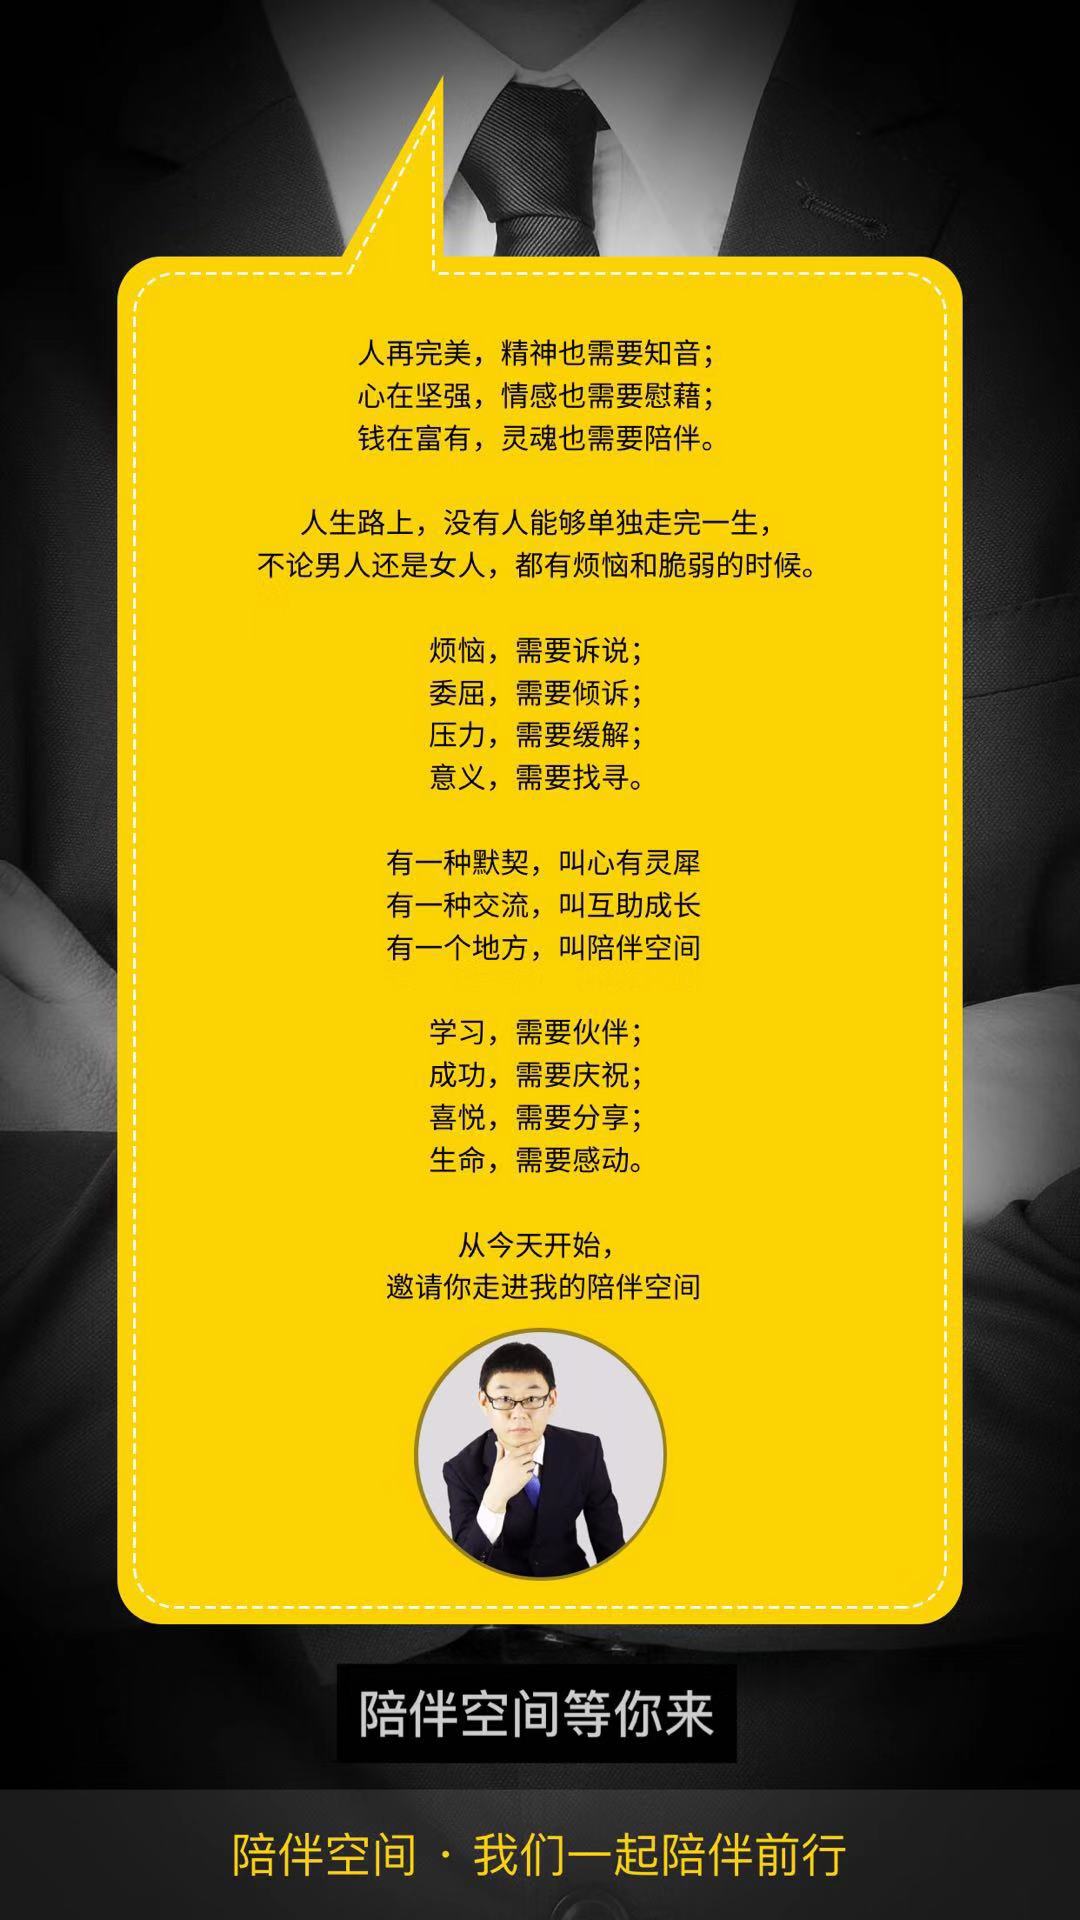 人再完美，精神也需要知音；
心在坚强，情感也需要慰藉；
钱在富有，灵魂也需要陪伴。
人生路上，没有人能够单独走完一生，
不论男人还是女人，都有烦恼和脆弱的时候。
烦恼，需要诉说；
委屈，需要倾诉；
压力，需要缓解；
意义，需要找寻。
有一种默契，叫心有灵犀
有一种交流，叫互助成长
有一个地方，叫陪伴空间
学习，需要伙伴；
成功，需要庆祝；
喜悦，需要分享；
生命，需要感动。
从今天开始，
邀请你走进我的陪伴空间
陪伴空间等你来
陪伴空间 · 我们一起陪伴前行